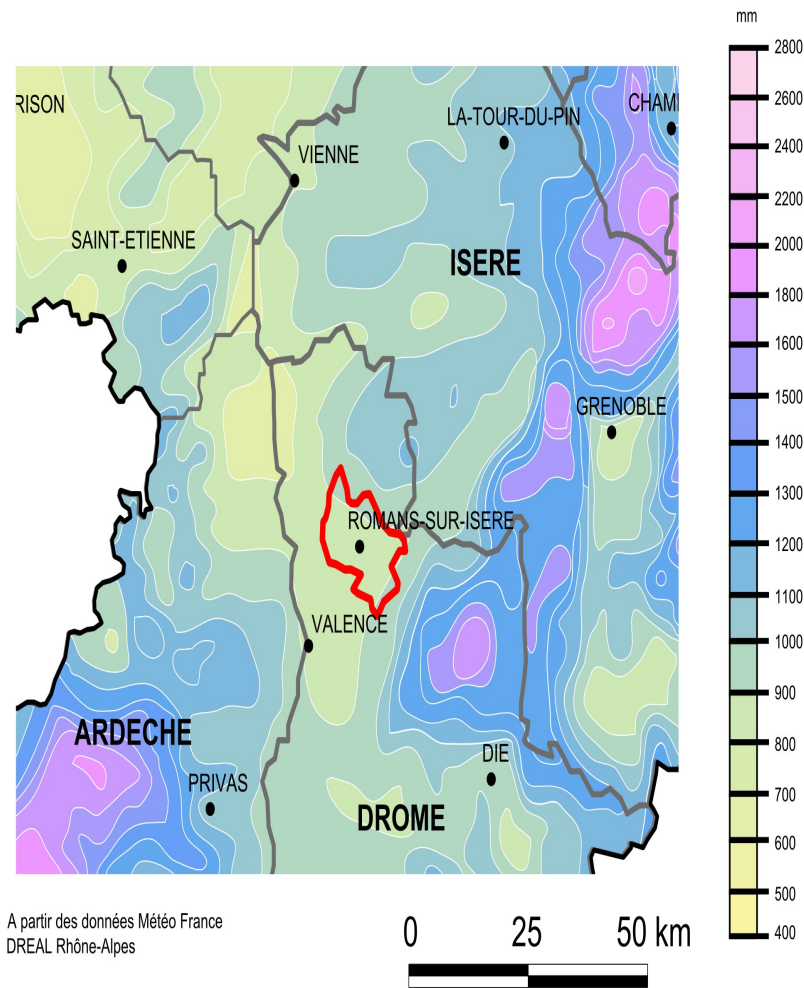 mm
2800
2600
2400
2200
2000
1800
1600
1500
1400
1300
1200
1100
1000
900
800
700
600
500
400
RISON
CHAM
LA-TOUR-DU-PIN
VIENNE
SAINT-ETIENNE
ISERE
GRENOBLE
ROMANS-SUR-ISERE
VALENCE
ARDECHE
DIE
PRIVAS
DROME
A partir des données Météo France
DREAL Rhône-Alpes
0 25 50 km